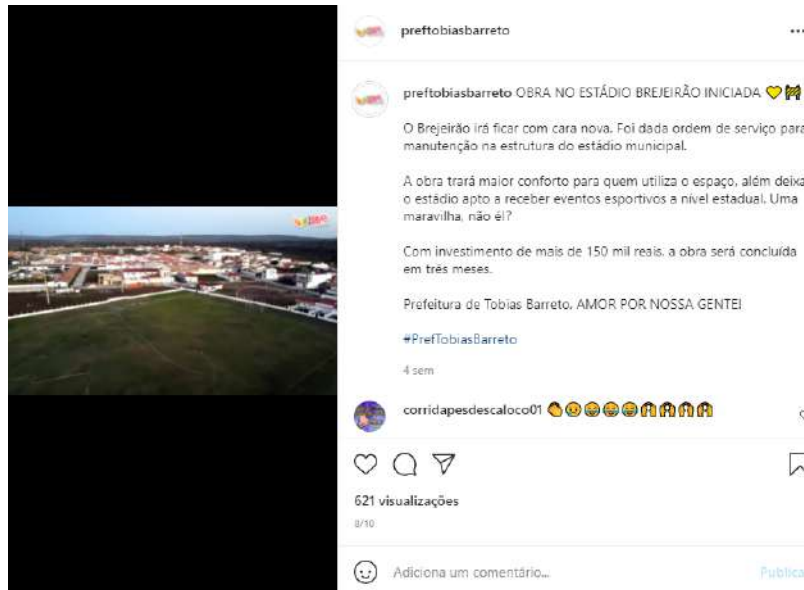 preftobiasbarreto
preftobiasbarreto OBRA NO ESTÁDIO BREJEIRÃO INICIADA 💛🚧
O Brejeirão irá ficar com cara nova. Foi dada ordem de serviço para
manutenção na estrutura do estádio municipal.
A obra trará maior conforto para quem utiliza o espaço, além deixa
o estádio apto a receber eventos esportivos a nível estadual. Uma
maravilha, não é!?
Com investimento de mais de 150 mil reais, a obra será concluída
em três meses.
Prefeitura de Tobias Barreto, AMOR POR NOSSA GENTE!
#PrefTobiasBarreto
4 sem
corridapesdescaloco01 👏🥹😂😂😂🙌🙌🙌🙌
621 visualizações
8/10
Adiciona um comentário...
Publica